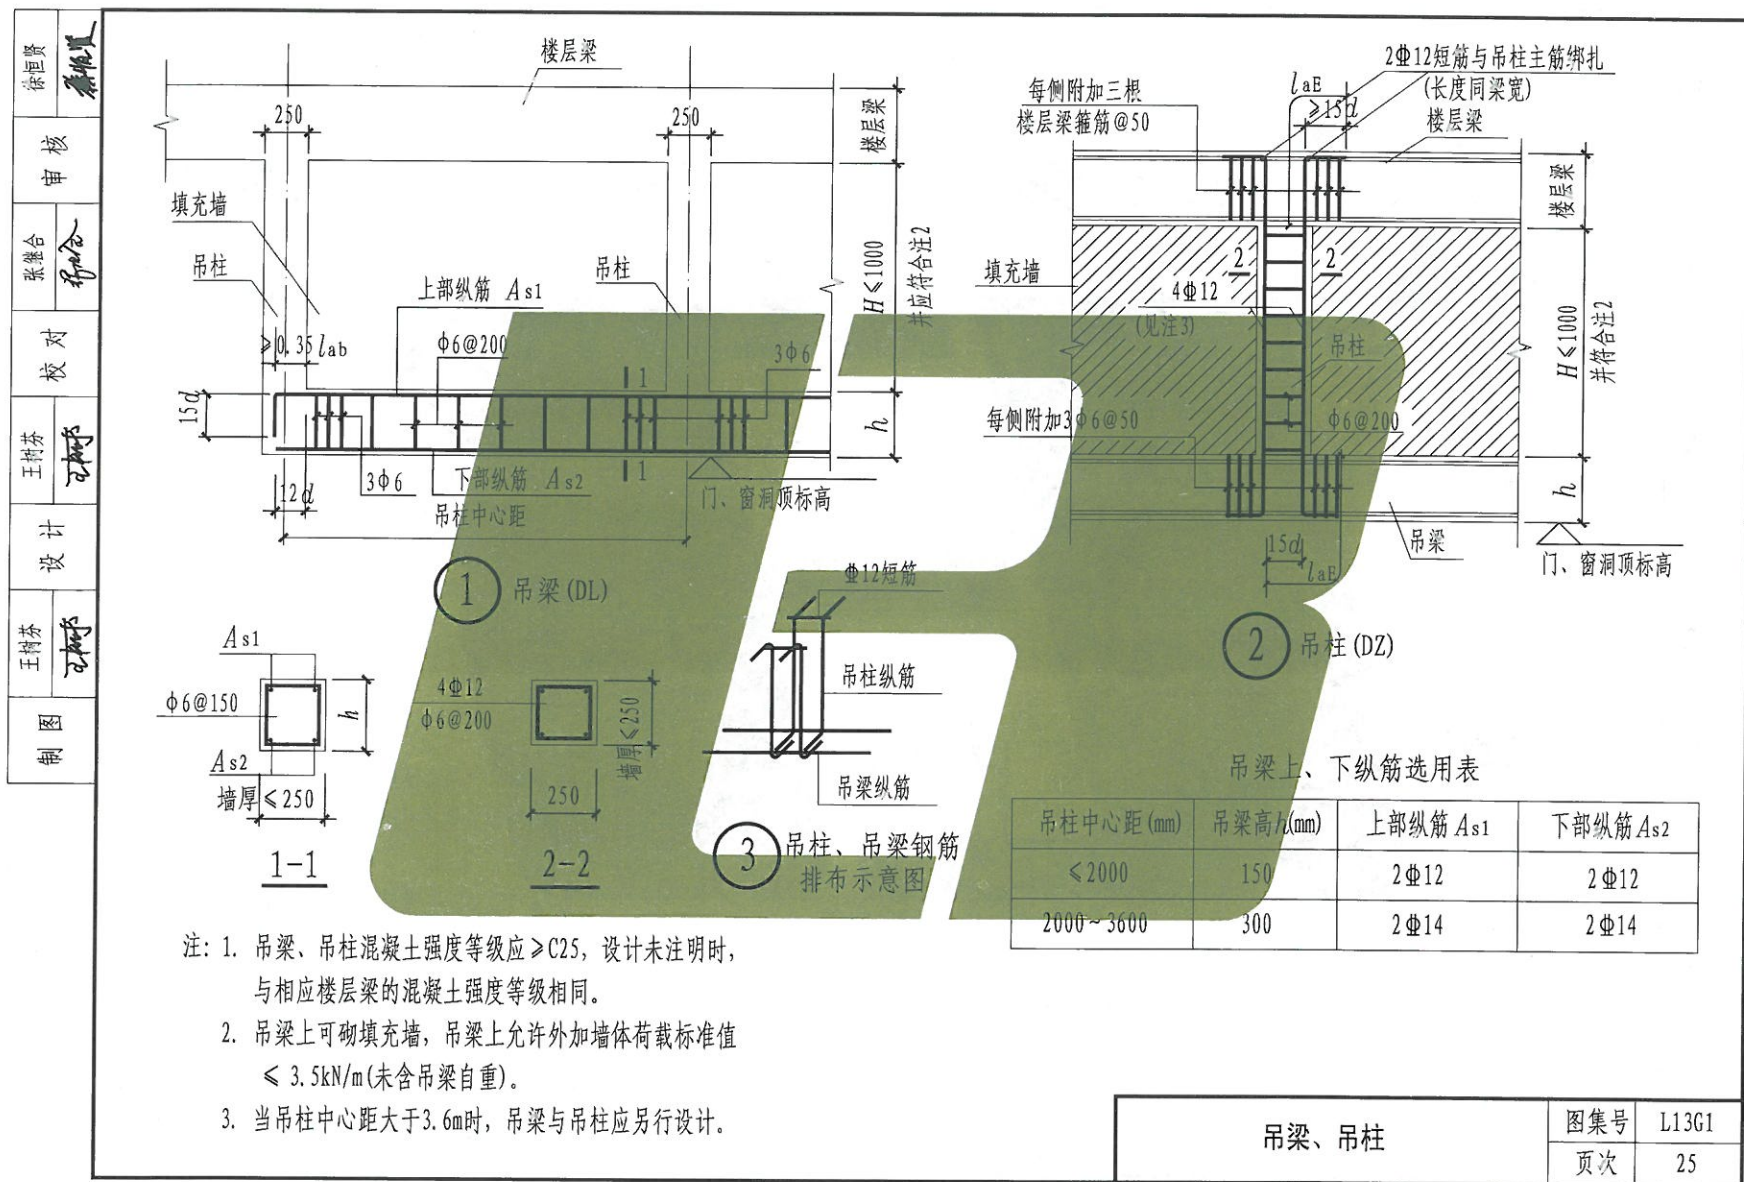 徐恒贤
审核
张继合
校对
王树芬
设计
王树芬
制图
楼层梁
250
250
楼层梁
填充墙
吊柱
吊柱
上部纵筋 As1
≥0.35lab
ф6@200
3ф6
1
H≤1000
并应符合注2
15d
h
1
12d
3ф6
下部纵筋 As2
吊柱中心距
门、窗洞顶标高
1 吊梁(DL)
2Φ12短筋与吊柱主筋绑扎
(长度同梁宽)
laE
≥15d
每侧附加三根
楼层梁箍筋@50
楼层梁
楼层梁
填充墙
2
2
4Φ12
(见注3)
吊柱
H≤1000
并符合注2
每侧附加3ф6@50
ф6@200
h
吊梁
15d
laE
门、窗洞顶标高
2 吊柱(DZ)
As1
ф6@150
h
As2
墙厚≤250
1-1
4Φ12
ф6@200
墙厚≤250
250
2-2
Φ12短筋
吊柱纵筋
吊梁纵筋
3 吊柱、吊梁钢筋
排布示意图
吊梁上、下纵筋选用表
吊柱中心距(mm) 吊梁高h(mm) 上部纵筋As1 下部纵筋As2
≤2000 150 2Φ12 2Φ12
2000~3600 300 2Φ14 2Φ14
注: 1. 吊梁、吊柱混凝土强度等级应≥C25, 设计未注明时,
与相应楼层梁的混凝土强度等级相同。
2. 吊梁上可砌填充墙, 吊梁上允许外加墙体荷载标准值
≤ 3.5kN/m(未含吊梁自重)。
3. 当吊柱中心距大于3.6m时, 吊梁与吊柱应另行设计。
吊梁、吊柱
图集号 L13G1
页次 25